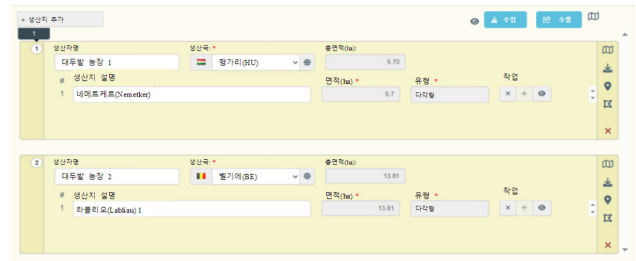 + 생산지 추가
수입
수출
1
1
생산자명
생산국: *
총면적(ha):
대두밭 농장 1
헝가리(HU)
5.70
# 생산지 설명
면적(ha) *
유형 *
작업
1 네메트케르(Nemetker)
5.7
다각형
× +
×
2
생산자명
생산국: *
총면적(ha):
대두밭 농장 2
벨기에(BE)
13.81
# 생산지 설명
면적(ha) *
유형 *
작업
1 라블리오(Labliau) 1
13.81
다각형
× +
×